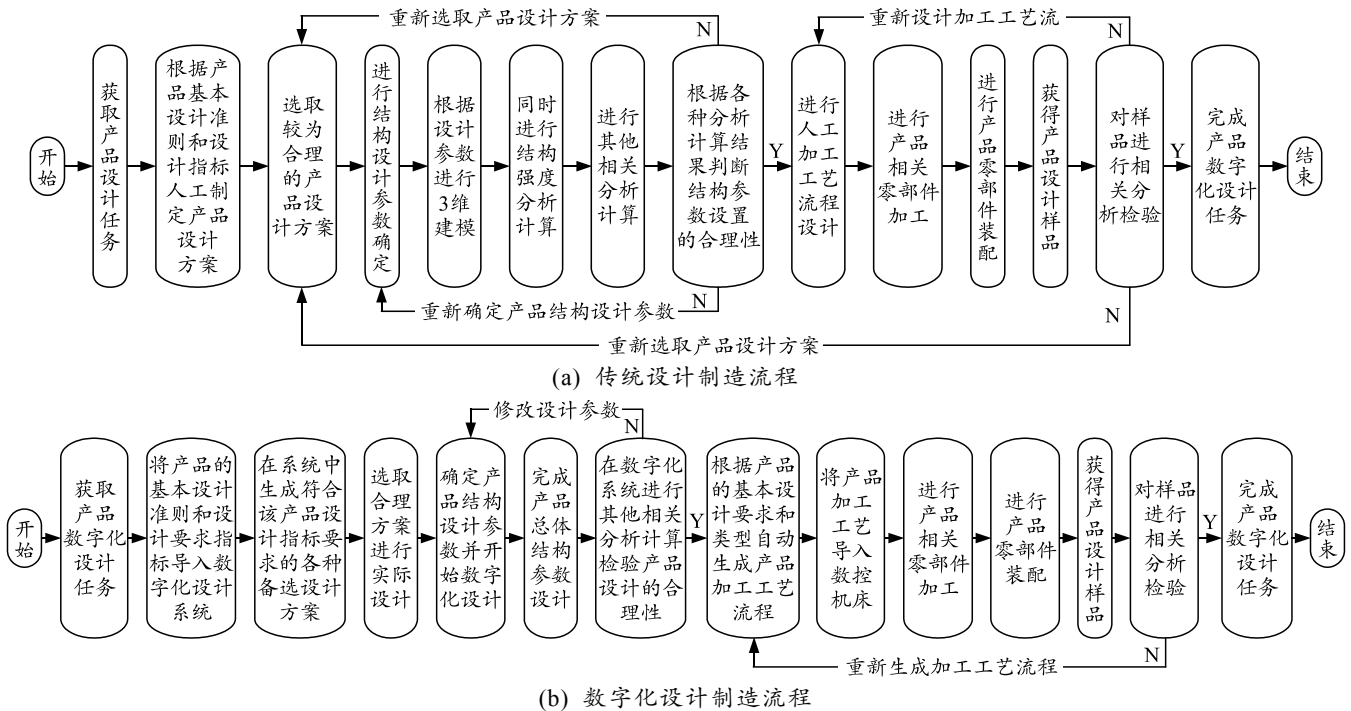 重新选取产品设计方案
N
重新设计加工工艺流
N
开
始
获
取
产
品
设
计
任
务
根据产
品基本
设计准
则和设
计指标
人工制
定产品
设计
方案
选取
较为
合理
的产
品设
计方案
进
行
结
构
设
计
参
数
确
定
根据
设计
参数
进行
3维
建模
同时
进行
结构
强度
分析
计算
进行
其他
相关
分析
计算
根据各
种分析
计算结
果判断
结构参
数设置
的合理性
Y
进行
人工
加工
工艺
流程
设计
进行
产品
相关
零部件
加工
进
行
产
品
零
部
件
装
配
获
得
产
品
设
计
样
品
对样
品进
行相
关分
析检验
Y
完成
产品
数字
化设计
任务
结
束
N
重新确定产品结构设计参数
N
重新选取产品设计方案
(a) 传统设计制造流程
修改设计参数
N
开
始
获取
产品
数字化
设计
任务
将产品的
基本设计
准则和设
计要求指
标导入数
字化设计
系统
在系统中
生成符合
该产品设
计指标要
求的各种
备选设计
方案
选取
合理
方案
进行
实际
设计
确定产
品结构
设计参
数并开
始数字
化设计
完成
产品
总体
结构
参数
设计
在数字化
系统进行
其他相关
分析计算
检验产品
设计的合
理性
Y
根据产品
的基本设
计要求和
类型自动
生成产品
加工工艺
流程
将产品
加工
工艺
导入
数控
机床
进行
产品
相关
零部件
加工
进行
产品
零部件
装配
获
得
产
品
设
计
样
品
对样品
进行
相关
分析
检验
Y
完成
产品
数字化
设计
任务
结
束
重新生成加工工艺流程
N
(b) 数字化设计制造流程